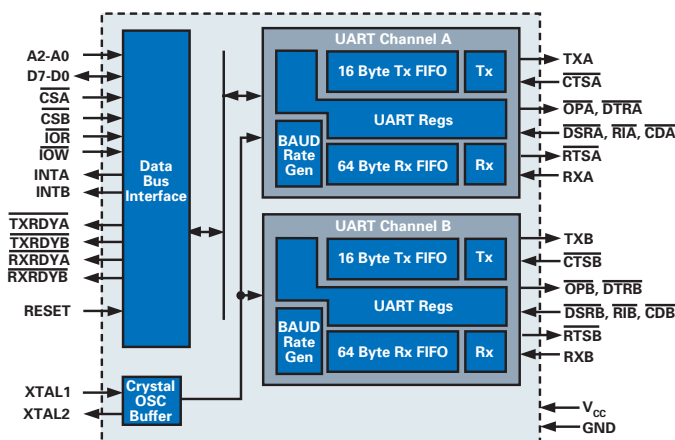 A2-A0
D7-D0
CSA
CSB
IOR
IOW
INTA
INTB
TXRDYA
TXRDYB
RXRDYA
RXRDYB
RESET
XTAL1
XTAL2
Data
Bus
Interface
Crystal
OSC
Buffer
UART Channel A
16 Byte Tx FIFO
Tx
UART Regs
BAUD
Rate
Gen
64 Byte Rx FIFO
Rx
UART Channel B
16 Byte Tx FIFO
Tx
UART Regs
BAUD
Rate
Gen
64 Byte Rx FIFO
Rx
TXA
CTSA
OPA, DTRA
DSRA, RIA, CDA
RTSA
RXA
TXB
CTSB
OPB, DTRB
DSRB, RIB, CDB
RTSB
RXB
VCC
GND